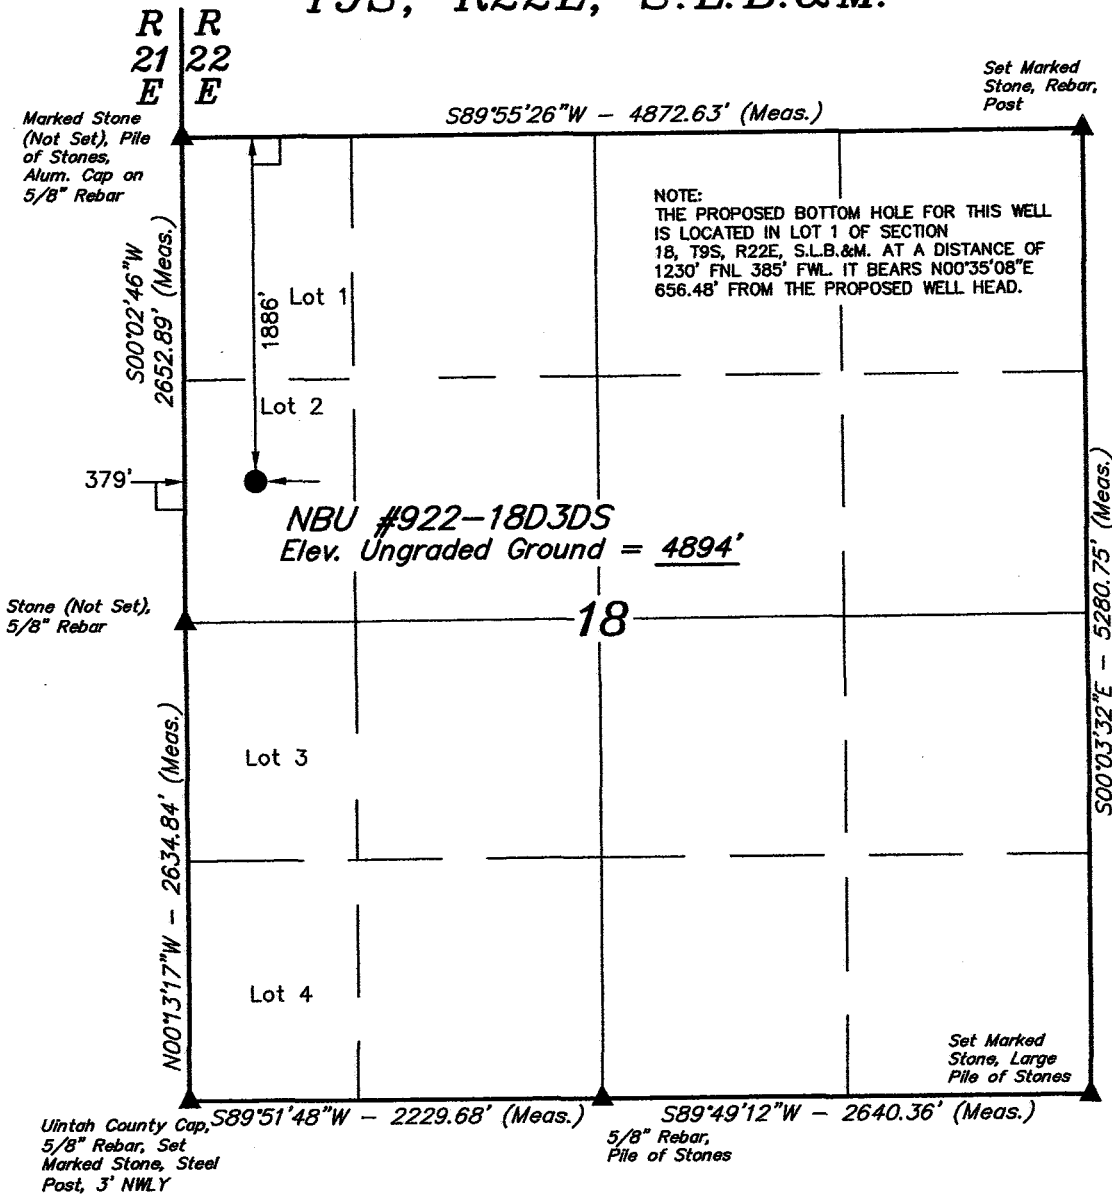 T9S, R22E, S.L.B.&M.
R R
21 22
E E
Set Marked
Stone, Rebar,
Post
Marked Stone
(Not Set), Pile
of Stones,
Alum. Cap on
5/8" Rebar
S89°55'26"W - 4872.63' (Meas.)
NOTE:
THE PROPOSED BOTTOM HOLE FOR THIS WELL
IS LOCATED IN LOT 1 OF SECTION
18, T9S, R22E, S.L.B.&M. AT A DISTANCE OF
1230' FNL 385' FWL. IT BEARS N00°35'08"E
656.48' FROM THE PROPOSED WELL HEAD.
S00°02'46"W
2652.89' (Meas.)
Lot 1
1886'
Lot 2
379'
NBU #922-18D3DS
Elev. Ungraded Ground = 4894'
Stone (Not Set),
5/8" Rebar
18
S00°03'32"E - 5280.75' (Meas.)
Lot 3
N00°13'17"W - 2634.84' (Meas.)
Lot 4
Set Marked
Stone, Large
Pile of Stones
S89°51'48"W - 2229.68' (Meas.)
S89°49'12"W - 2640.36' (Meas.)
Uintah County Cap,
5/8" Rebar, Set
Marked Stone, Steel
Post, 3' NWLY
5/8" Rebar,
Pile of Stones